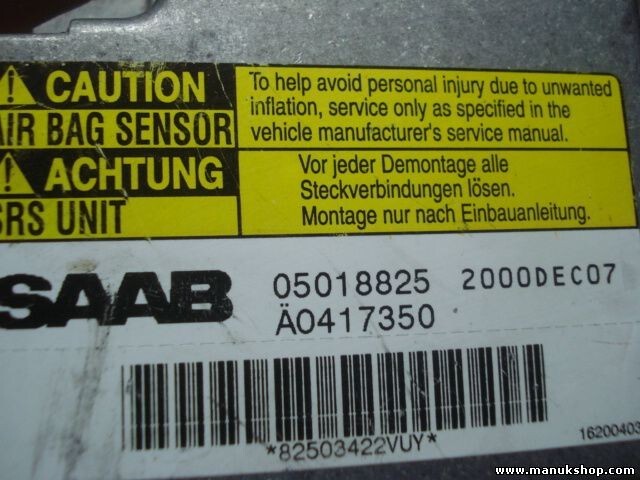 CAUTION
AIR BAG SENSOR
To help avoid personal injury due to unwanted
inflation, service only as specified in the
vehicle manufacturer's service manual.
ACHTUNG
SRS UNIT
Vor jeder Demontage alle
Steckverbindungen lösen.
Montage nur nach Einbauanleitung.
SAAB
05018825 2000DEC07
Ä0417350
*82503422VUY*
16200403
www.manukshop.com